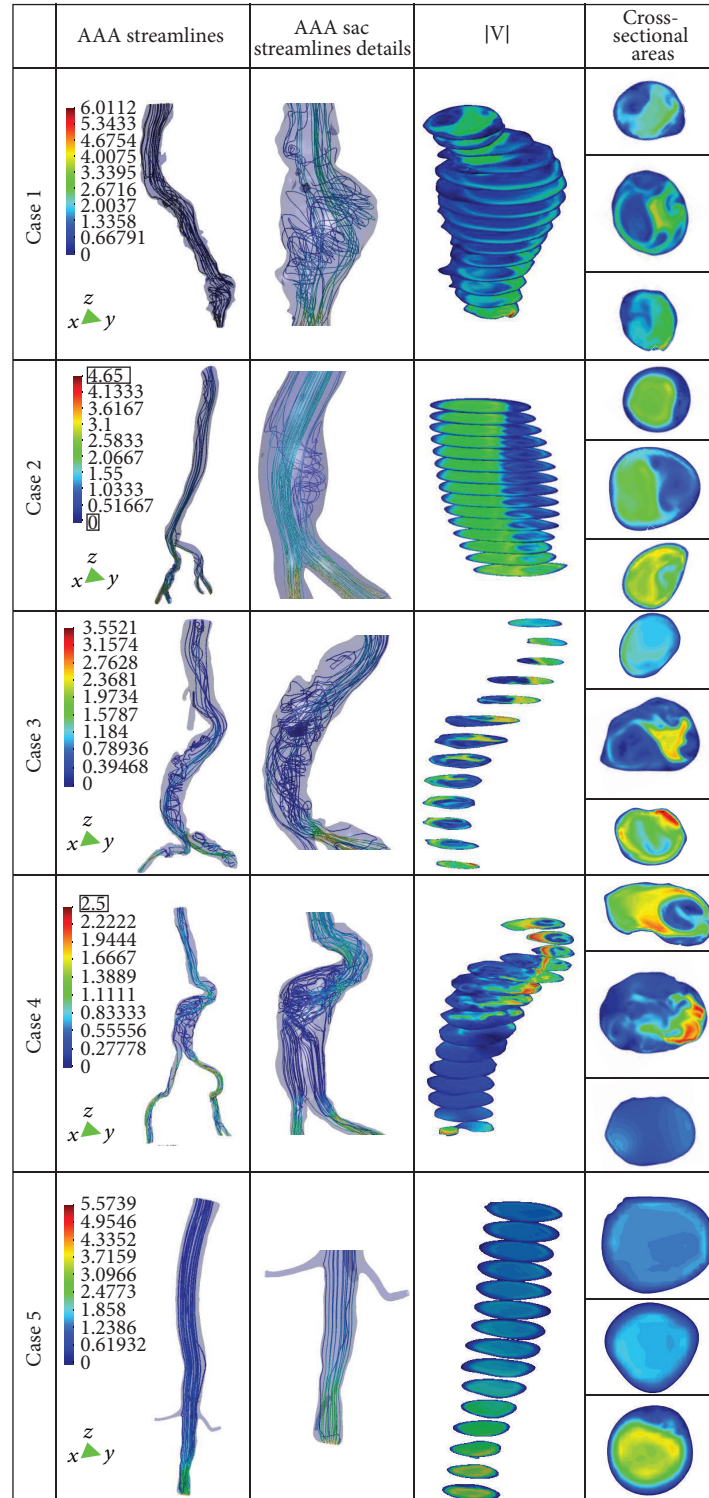 AAA streamlines
AAA sac
streamlines details
|V|
Cross-
sectional
areas
Case 1
6.0112
5.3433
4.6754
4.0075
3.3395
2.6716
2.0037
1.3358
0.66791
0
z
x y
Case 2
4.65
4.1333
3.6167
3.1
2.5833
2.0667
1.55
1.0333
0.51667
0
z
x y
Case 3
3.5521
3.1574
2.7628
2.3681
1.9734
1.5787
1.184
0.78936
0.39468
0
z
x y
Case 4
2.5
2.2222
1.9444
1.6667
1.3889
1.1111
0.83333
0.55556
0.27778
0
z
x y
Case 5
5.5739
4.9546
4.3352
3.7159
3.0966
2.4773
1.858
1.2386
0.61932
0
z
x y